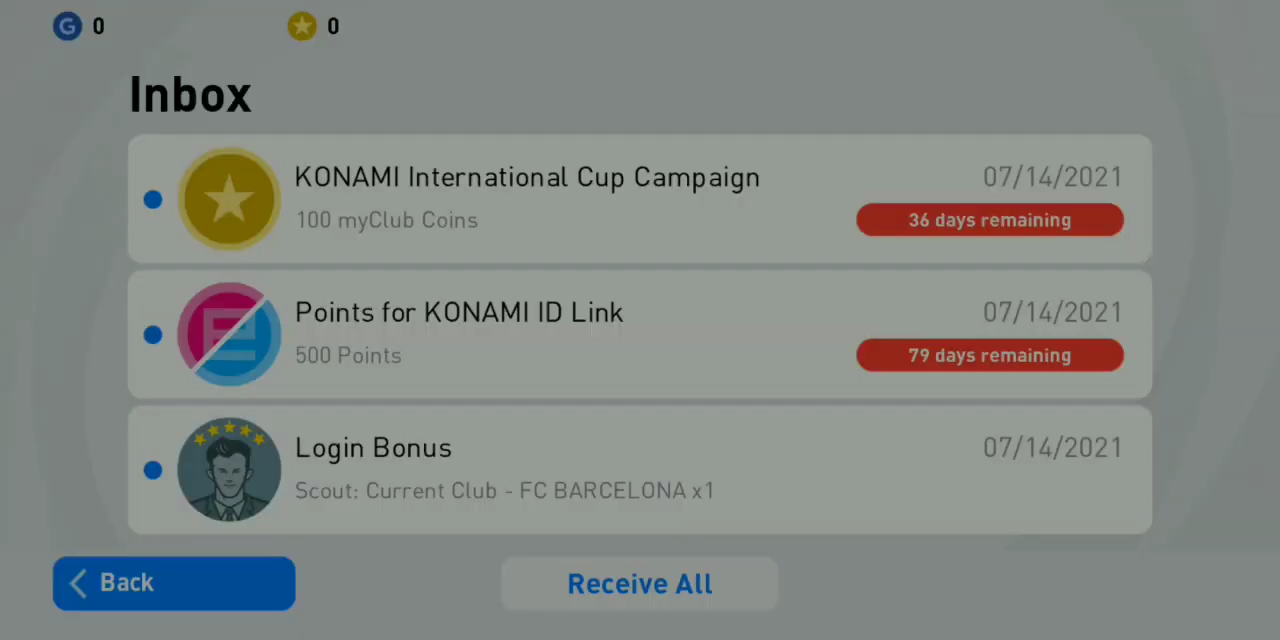 G 0
0
Inbox
KONAMI International Cup Campaign
07/14/2021
100 myClub Coins
36 days remaining
Points for KONAMI ID Link
07/14/2021
500 Points
79 days remaining
Login Bonus
07/14/2021
Scout: Current Club - FC BARCELONA x1
Back
Receive All